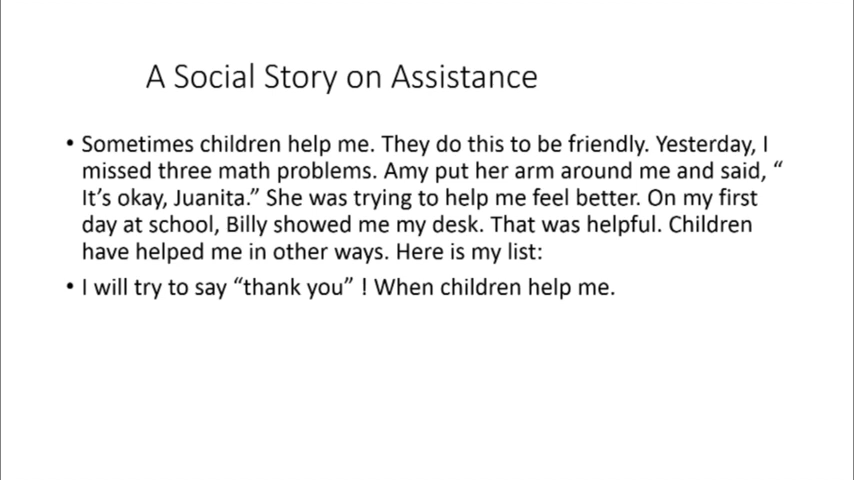 A Social Story on Assistance
• Sometimes children help me. They do this to be friendly. Yesterday, I
missed three math problems. Amy put her arm around me and said, “
It’s okay, Juanita.” She was trying to help me feel better. On my first
day at school, Billy showed me my desk. That was helpful. Children
have helped me in other ways. Here is my list:
• I will try to say “thank you” ! When children help me.